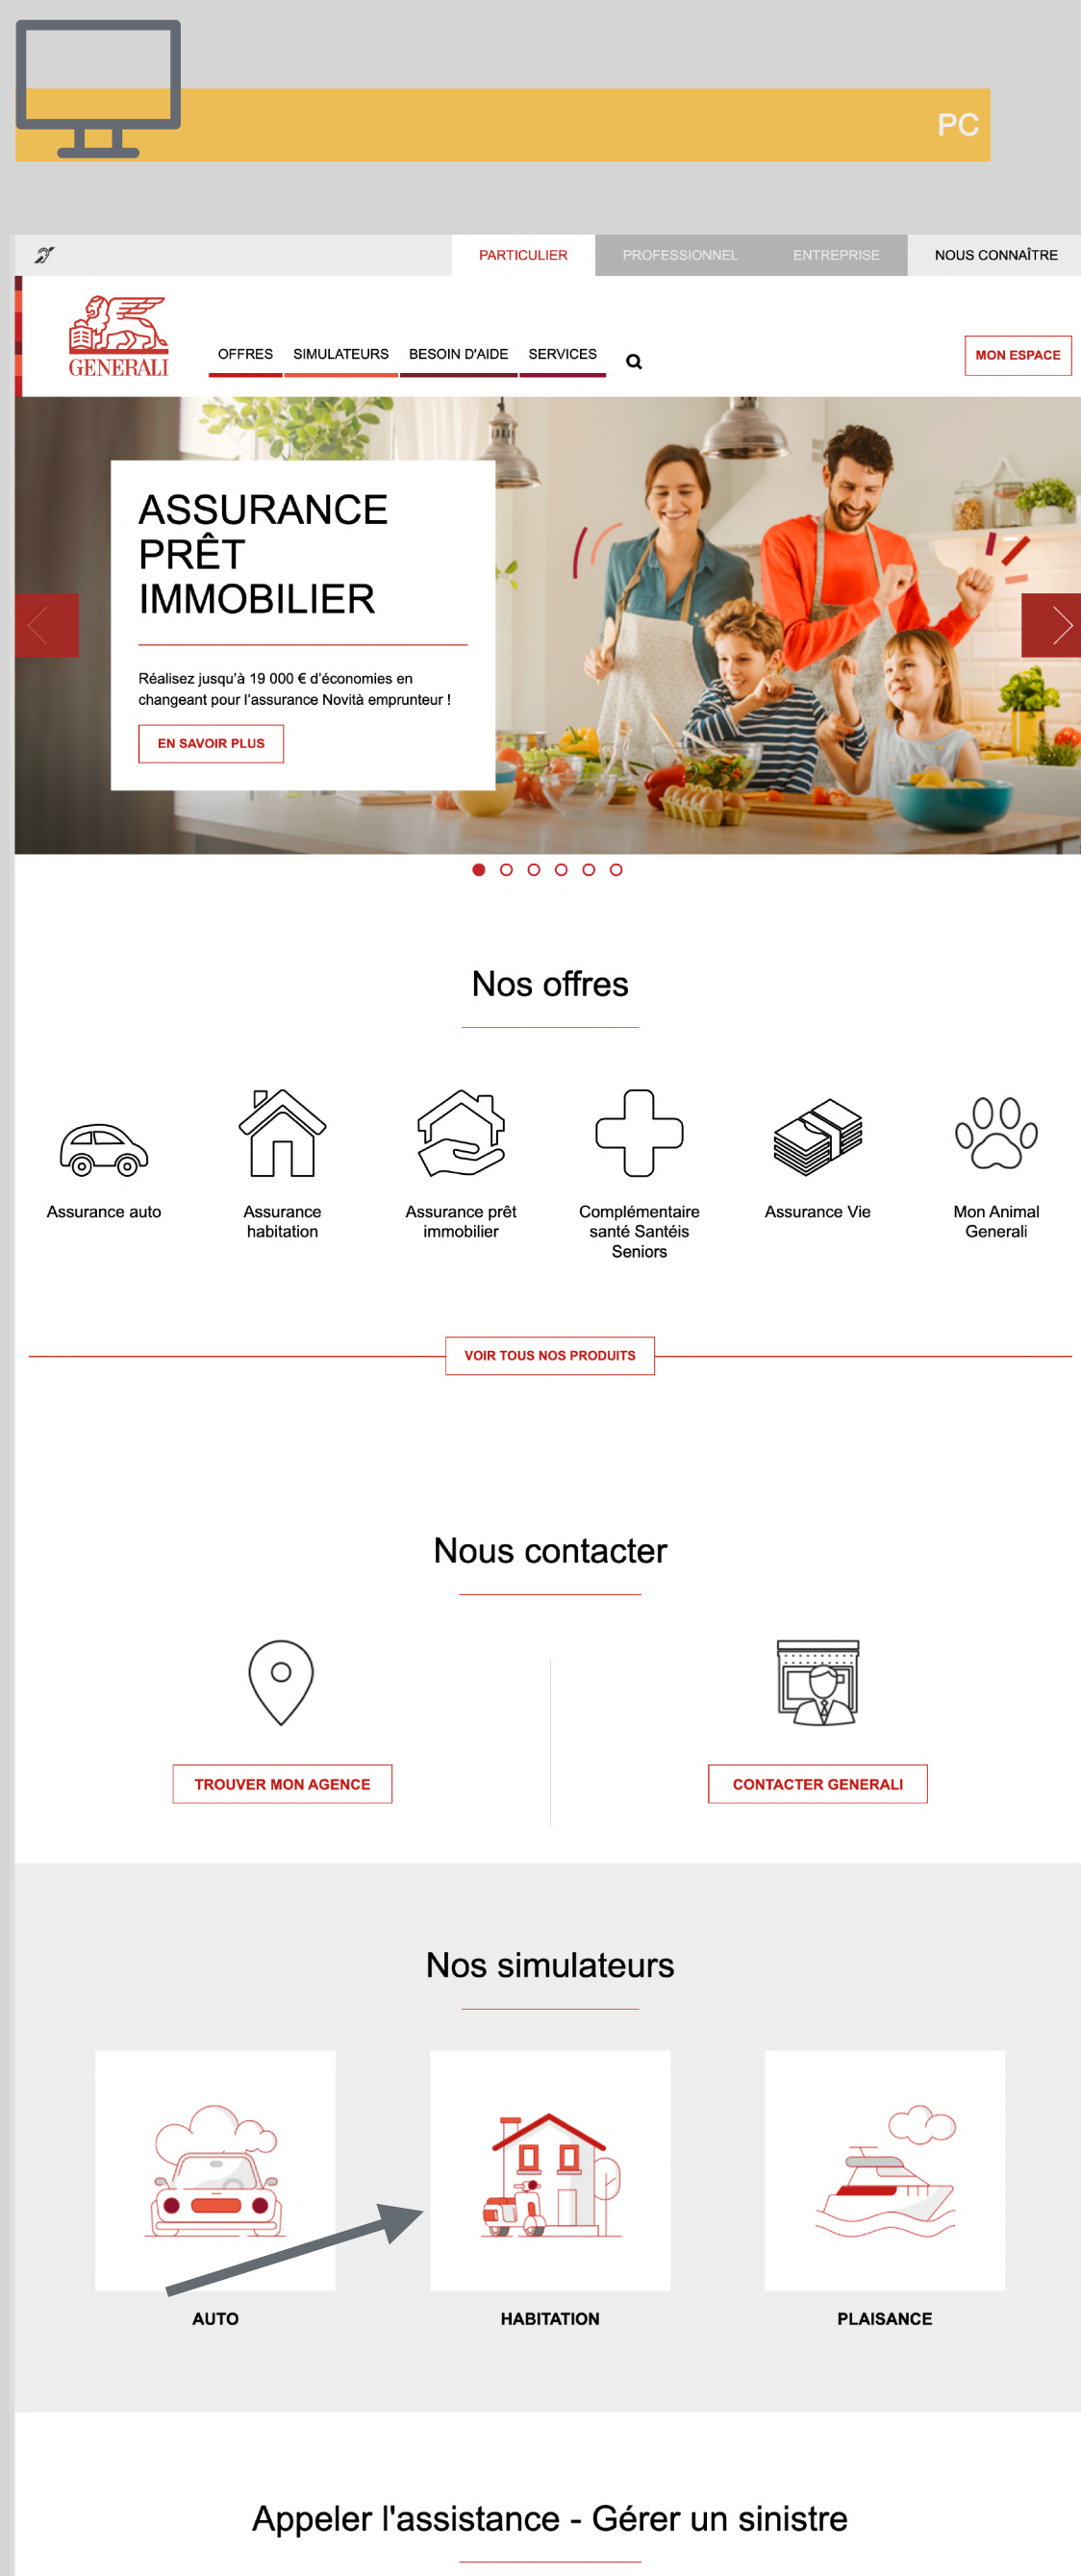 PC
PARTICULIER
PROFESSIONNEL
ENTREPRISE
NOUS CONNAÎTRE
GENERALI
OFFRES
SIMULATEURS
BESOIN D'AIDE
SERVICES
MON ESPACE
ASSURANCE
PRÊT
IMMOBILIER
Réalisez jusqu'à 19 000 € d'économies en
changeant pour l'assurance Novità emprunteur !
EN SAVOIR PLUS
Nos offres
Assurance auto
Assurance
habitation
Assurance prêt
immobilier
Complémentaire
santé Santéis
Seniors
Assurance Vie
Mon Animal
Generali
VOIR TOUS NOS PRODUITS
Nous contacter
TROUVER MON AGENCE
CONTACTER GENERALI
Nos simulateurs
AUTO
HABITATION
PLAISANCE
Appeler l'assistance - Gérer un sinistre